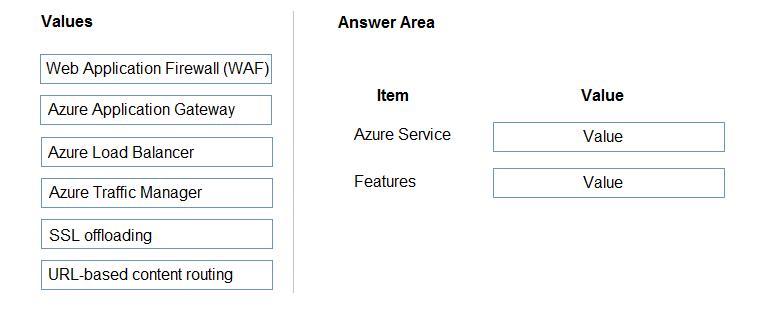 Values
Web Application Firewall (WAF)
Azure Application Gateway
Azure Load Balancer
Azure Traffic Manager
SSL offloading
URL-based content routing
Answer Area
Item Value
Azure Service Value
Features Value